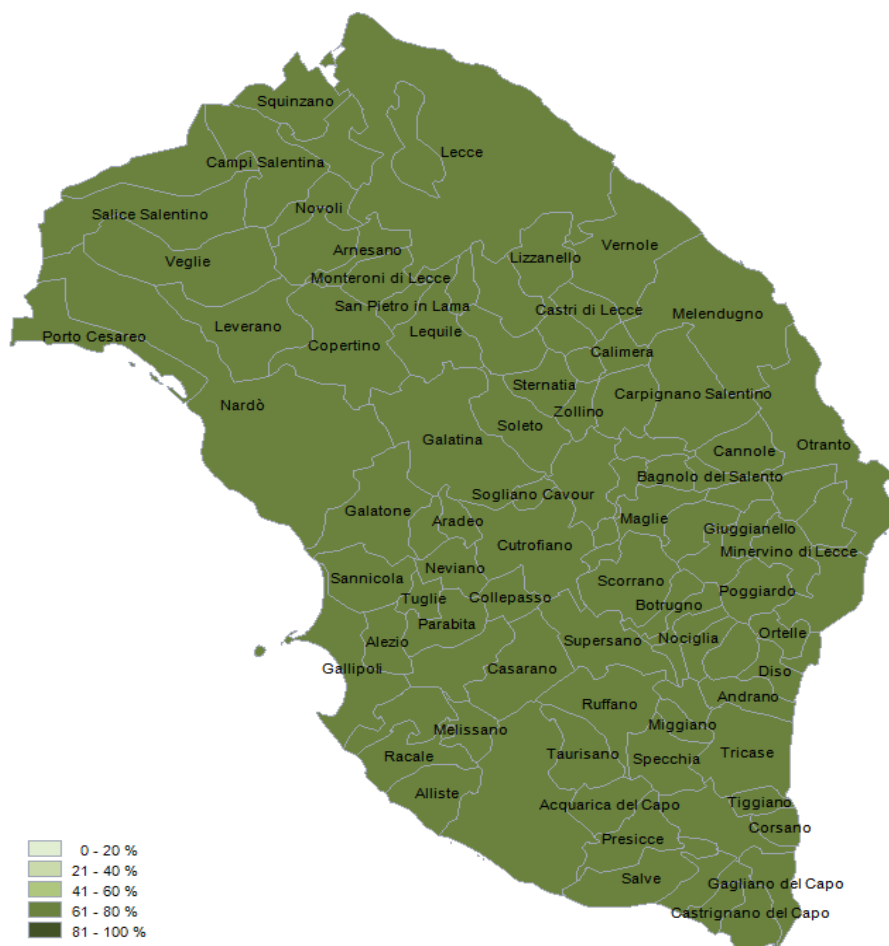 Squinzano
Lecce
Campi Salentina
Novoli
Salice Salentino
Arnesano
Vernole
Lizzanello
Veglie
Monteroni di Lecce
San Pietro in Lama
Castri di Lecce
Melendugno
Leverano
Lequile
Porto Cesareo
Copertino
Calimera
Sternatia
Carpignano Salentino
Nardò
Zollino
Soleto
Galatina
Otranto
Cannole
Bagnolo del Salento
Sogliano Cavour
Galatone
Aradeo
Maglie
Giuggianello
Cutrofiano
Minervino di Lecce
Neviano
Sannicola
Scorrano
Poggiardo
Tuglie
Collepasso
Botrugno
Parabita
Ortelle
Alezio
Supersano
Nociglia
Gallipoli
Casarano
Diso
Andrano
Ruffano
Miggiano
Melissano
Racale
Taurisano
Specchia
Tricase
Alliste
Acquarica del Capo
Tiggiano
Corsano
Presicce
Salve
Gagliano del Capo
Castrignano del Capo
0 - 20 %
21 - 40 %
41 - 60 %
61 - 80 %
81 - 100 %